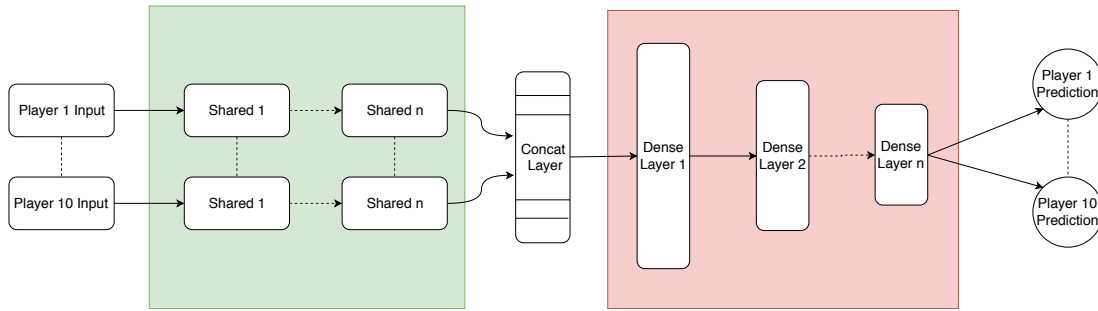 Player 1 Input
Shared 1
Shared n
Player 10 Input
Shared 1
Shared n
Concat
Layer
Dense
Layer 1
Dense
Layer 2
Dense
Layer n
Player 1
Prediction
Player 10
Prediction